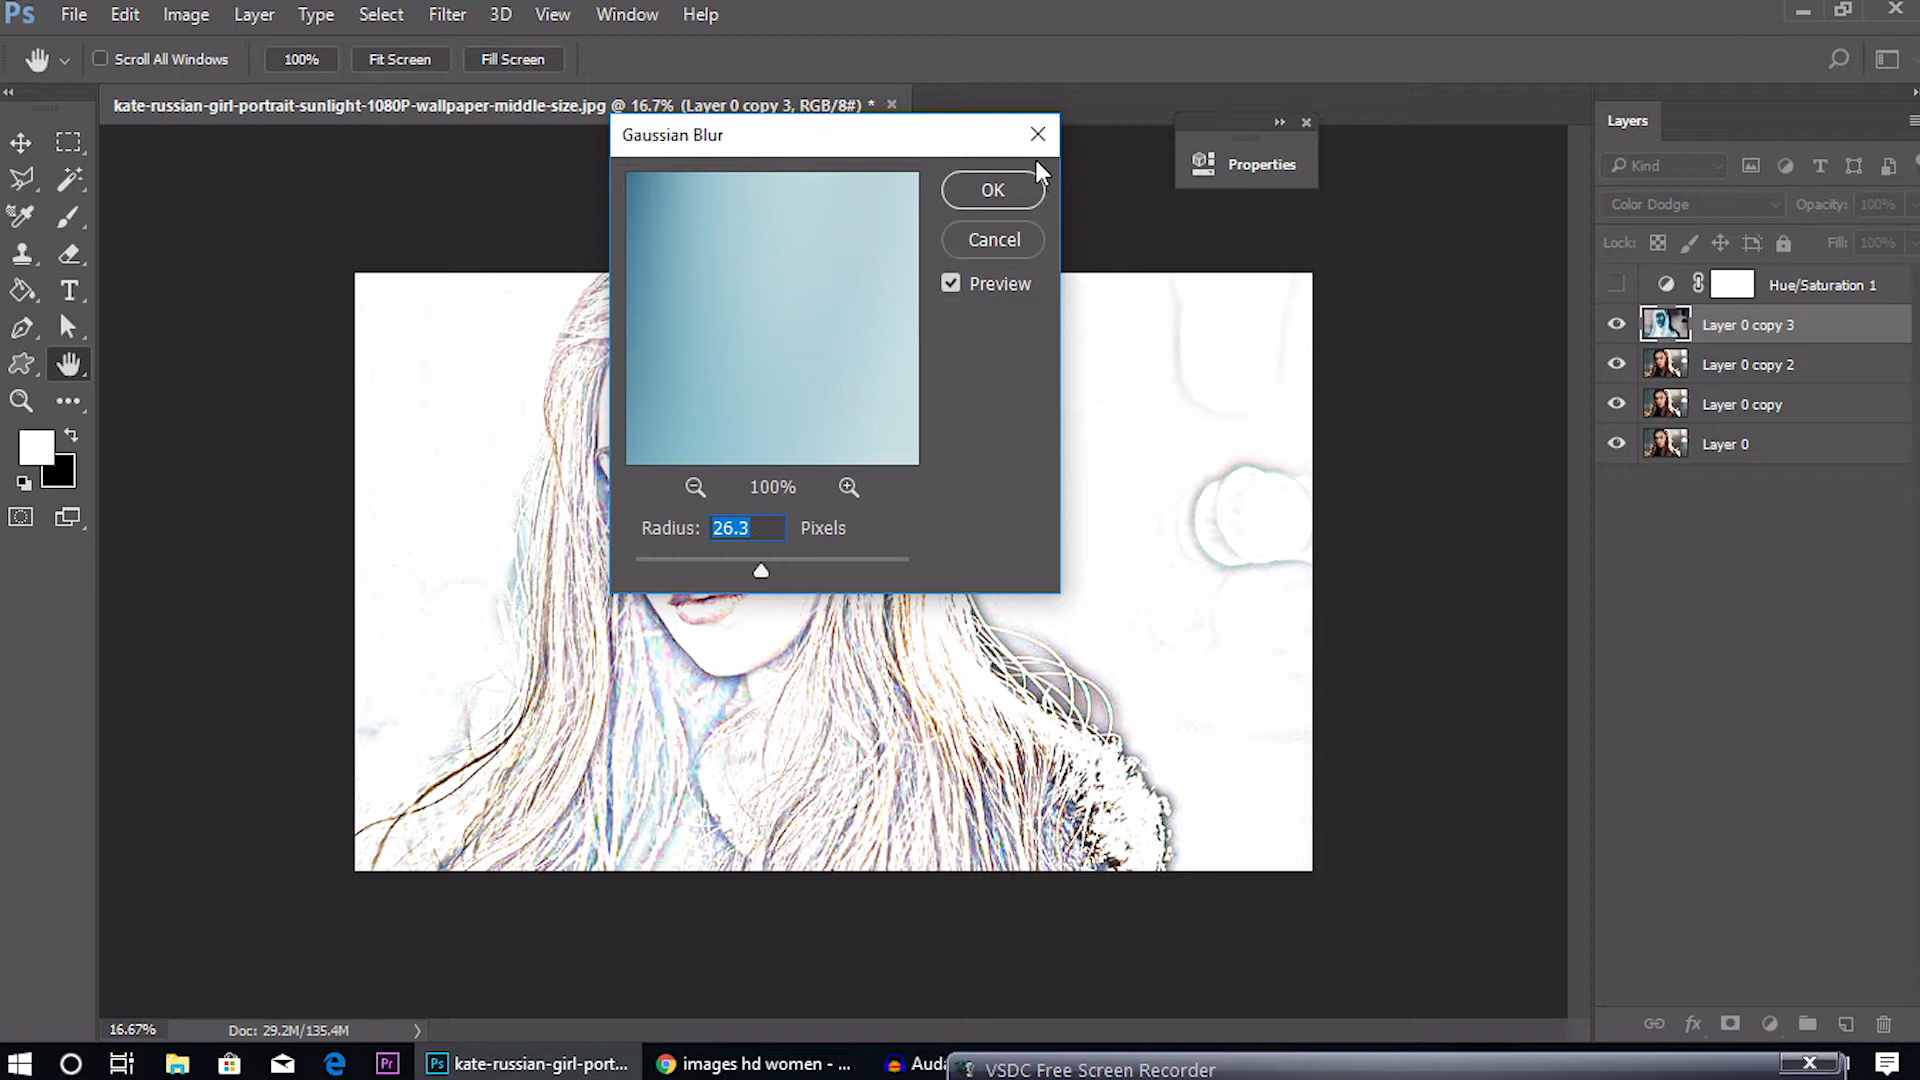 Ps File Edit Image Layer Type Select Filter 3D View Window Help
Scroll All Windows 100% Fit Screen Fill Screen
kate-russian-girl-portrait-sunlight-1080P-wallpaper-middle-size.jpg @ 16.7% (Layer 0 copy 3, RGB/8#) *
Gaussian Blur
OK
Cancel
Preview
100%
Radius: 26.3 Pixels
Properties
Layers
Kind
Color Dodge Opacity: 100%
Lock: Fill: 100%
Hue/Saturation 1
Layer 0 copy 3
Layer 0 copy 2
Layer 0 copy
Layer 0
fx
16.67% Doc: 29.2M/135.4M
Pr Ps kate-russian-girl-port... images hd women - ... Auda
VSDC Free Screen Recorder